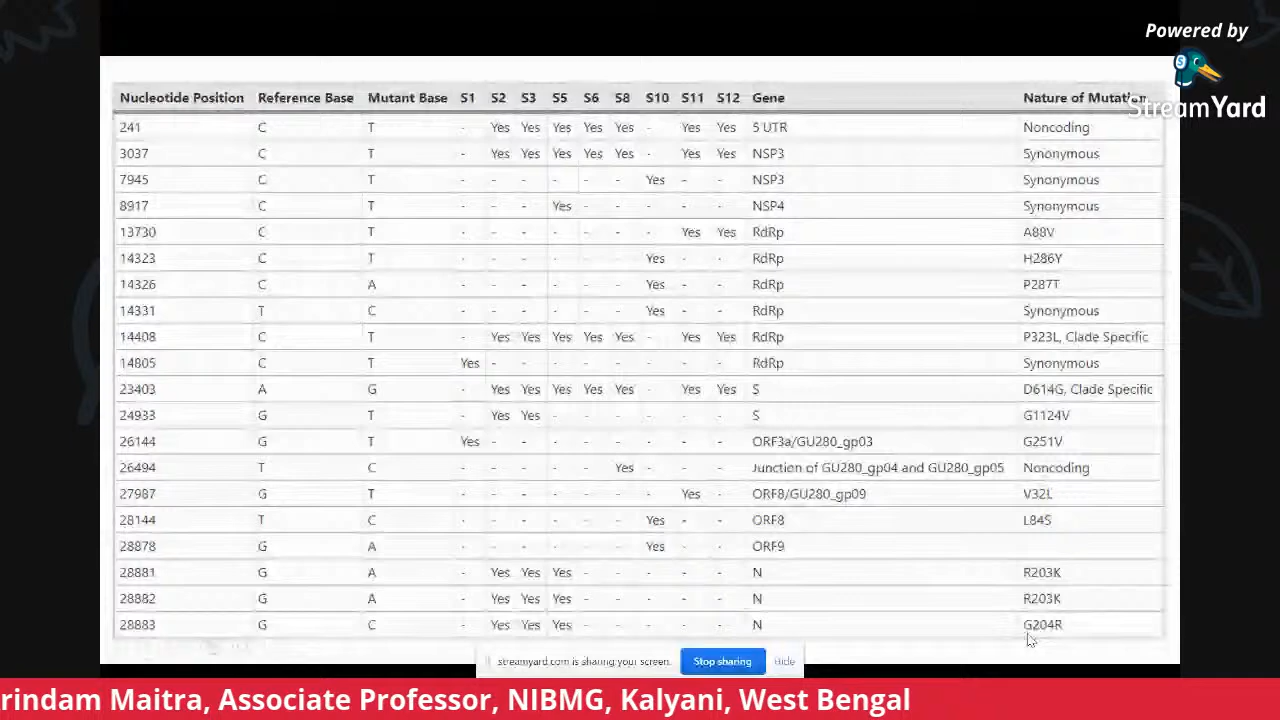 Powered by
StreamYard
Nucleotide Position Reference Base Mutant Base S1 S2 S3 S5 S6 S8 S10 S11 S12 Gene Nature of Mutation
241 C T - Yes Yes Yes Yes Yes - Yes Yes 5'UTR Noncoding
3037 C T - Yes Yes Yes Yes Yes - Yes Yes NSP3 Synonymous
7945 C T - - - - - - Yes - - NSP3 Synonymous
8917 C T - - - Yes - - - - - NSP4 Synonymous
13730 C T - - - - - - - Yes Yes RdRp A88V
14323 C T - - - - - - Yes - - RdRp H286Y
14326 C A - - - - - - Yes - - RdRp P287T
14331 T C - - - - - - Yes - - RdRp Synonymous
14408 C T - Yes Yes Yes Yes Yes - Yes Yes RdRp P323L, Clade Specific
14805 C T Yes - - - - - - - - RdRp Synonymous
23403 A G - Yes Yes Yes Yes Yes - Yes Yes S D614G, Clade Specific
24933 G T - Yes Yes - - - - - - S G1124V
26144 G T Yes - - - - - - - - ORF3a/GU280_gp03 G251V
26494 T C - - - - - Yes - - - Junction of GU280_gp04 and GU280_gp05 Noncoding
27987 G T - - - - - - - Yes - ORF8/GU280_gp09 V32L
28144 T C - - - - - - Yes - - ORF8 L84S
28878 G A - - - - - - Yes - - ORF9
28881 G A - Yes Yes Yes - - - - - N R203K
28882 G A - Yes Yes Yes - - - - - N R203K
28883 G C - Yes Yes Yes - - - - - N G204R
streamyard.com is sharing your screen. Stop sharing Hide
rindam Maitra, Associate Professor, NIBMG, Kalyani, West Bengal